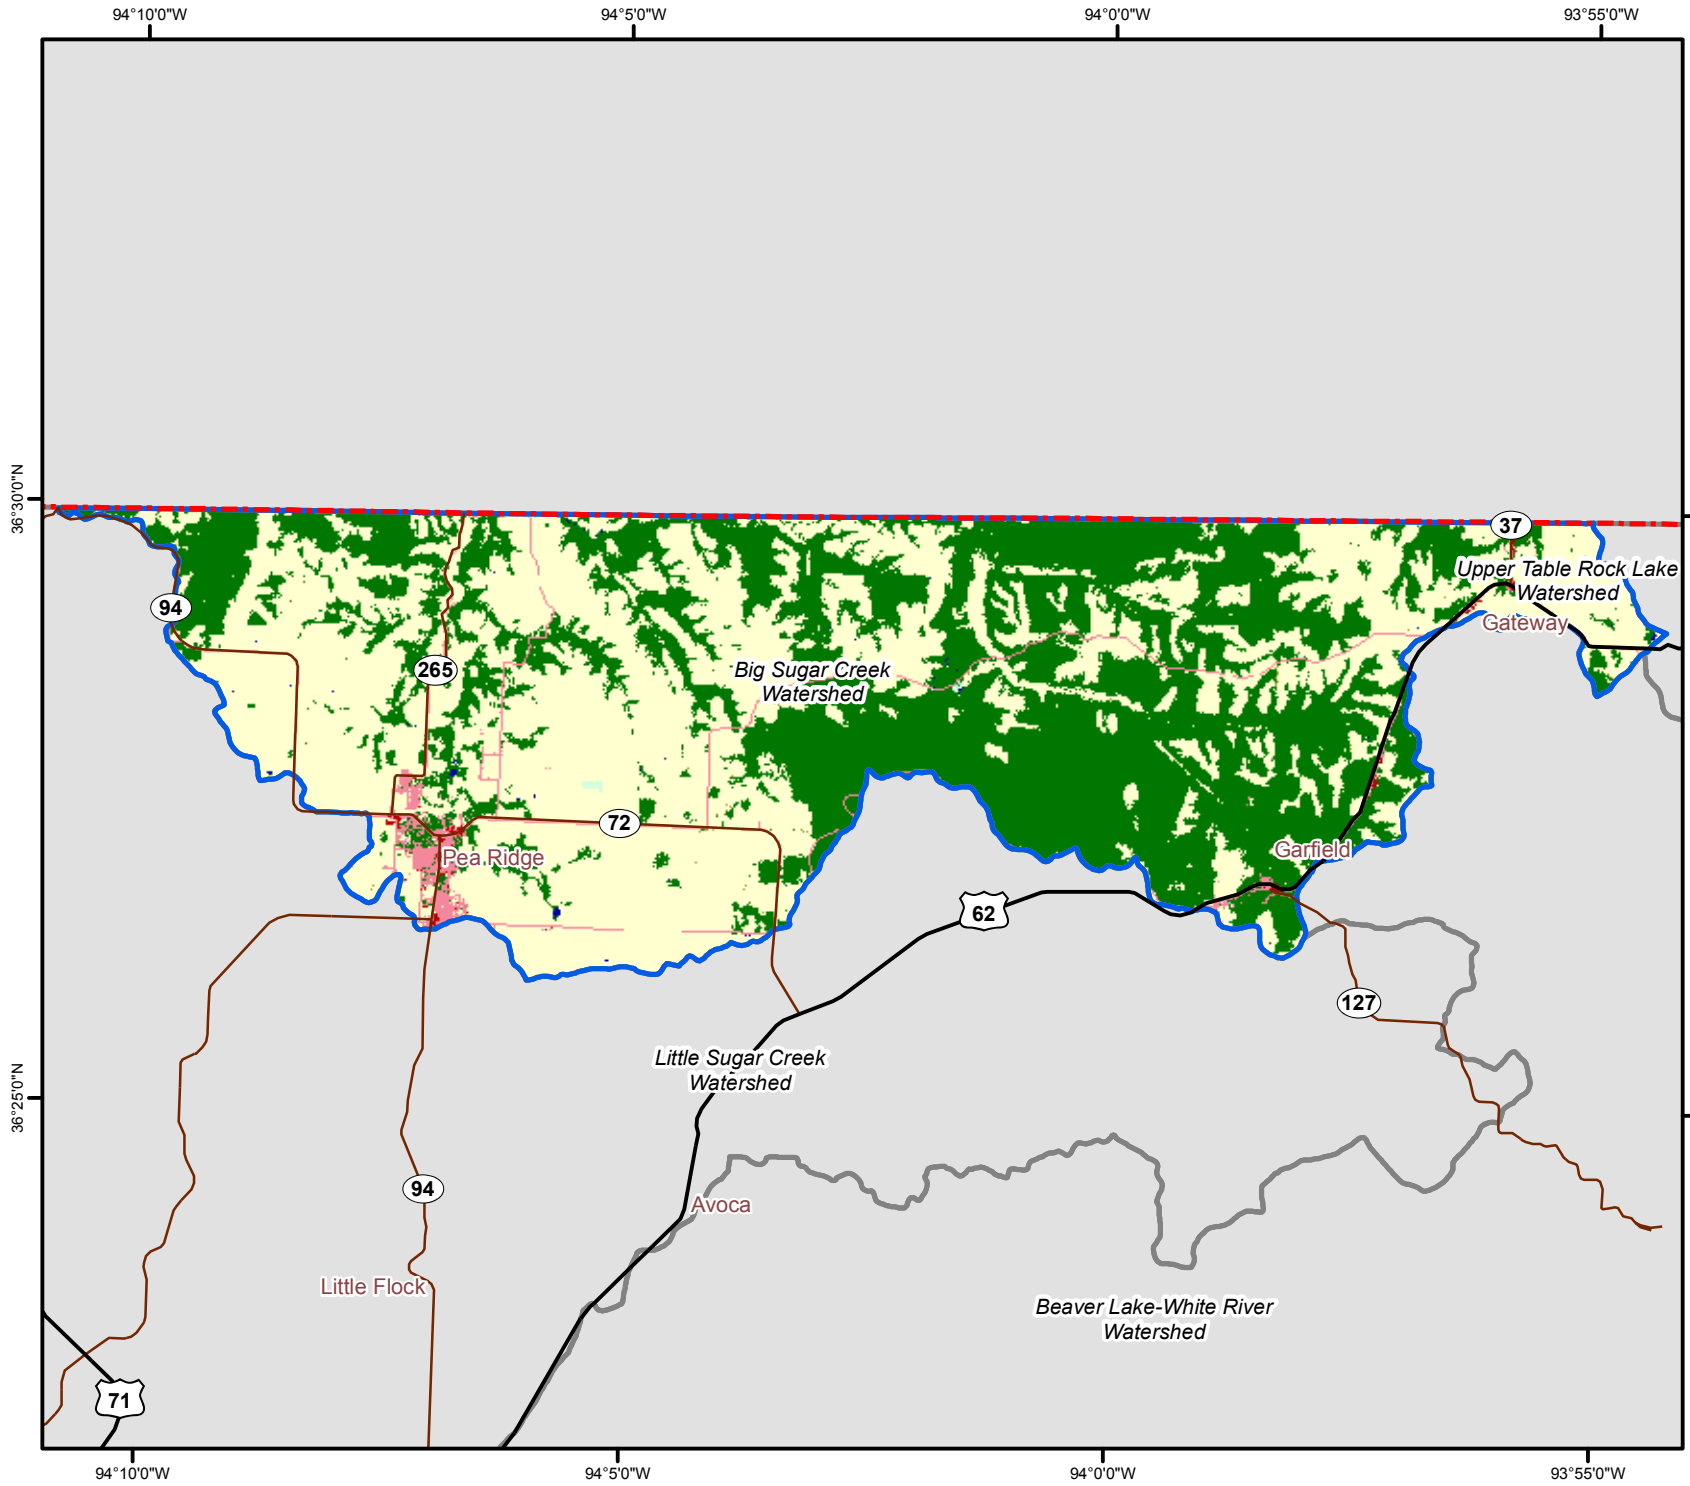 94°10'0"W
94°5'0"W
94°0'0"W
93°55'0"W
36°30'0"N
37
Upper Table Rock Lake
Watershed
94
Gateway
265
Big Sugar Creek
Watershed
72
Pea Ridge
Garfield
62
127
Little Sugar Creek
Watershed
36°25'0"N
94
Avoca
Little Flock
Beaver Lake-White River
Watershed
71
94°10'0"W
94°5'0"W
94°0'0"W
93°55'0"W